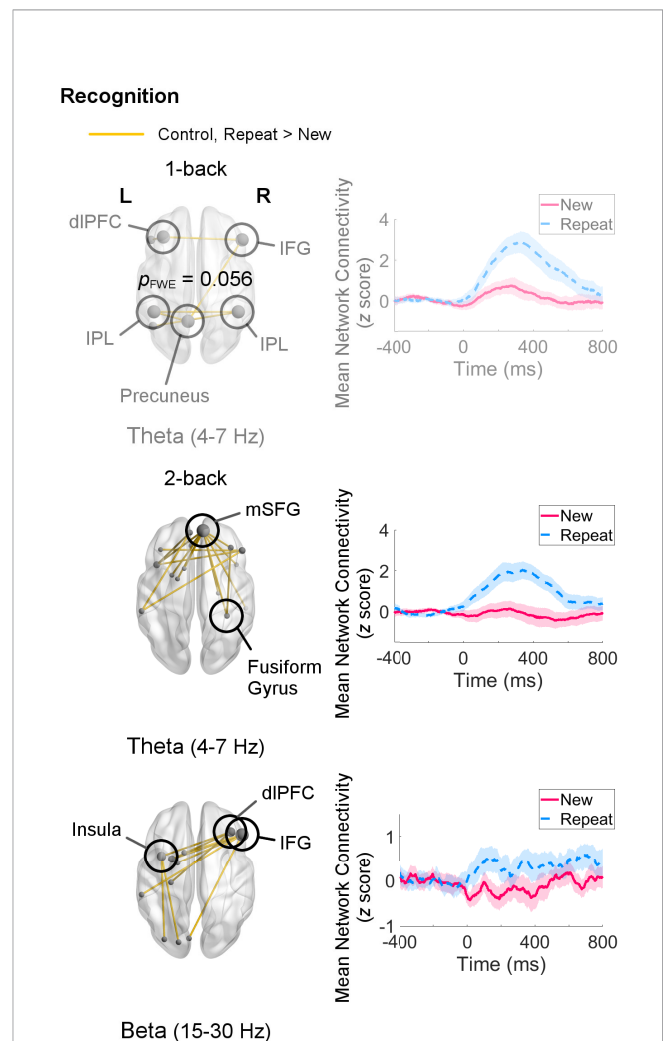 Recognition
Control, Repeat > New
1-back
L
R
dlPFC
IFG
pFWE = 0.056
IPL
IPL
Precuneus
Theta (4-7 Hz)
Mean Network Connectivity
(z score)
4
2
0
-400
0
400
800
Time (ms)
New
Repeat
2-back
mSFG
Fusiform
Gyrus
Theta (4-7 Hz)
Mean Network Connectivity
(z score)
4
2
0
-400
0
400
800
Time (ms)
New
Repeat
dlPFC
Insula
IFG
Beta (15-30 Hz)
Mean Network Connectivity
(z score)
1
0
-1
-400
0
400
800
Time (ms)
New
Repeat